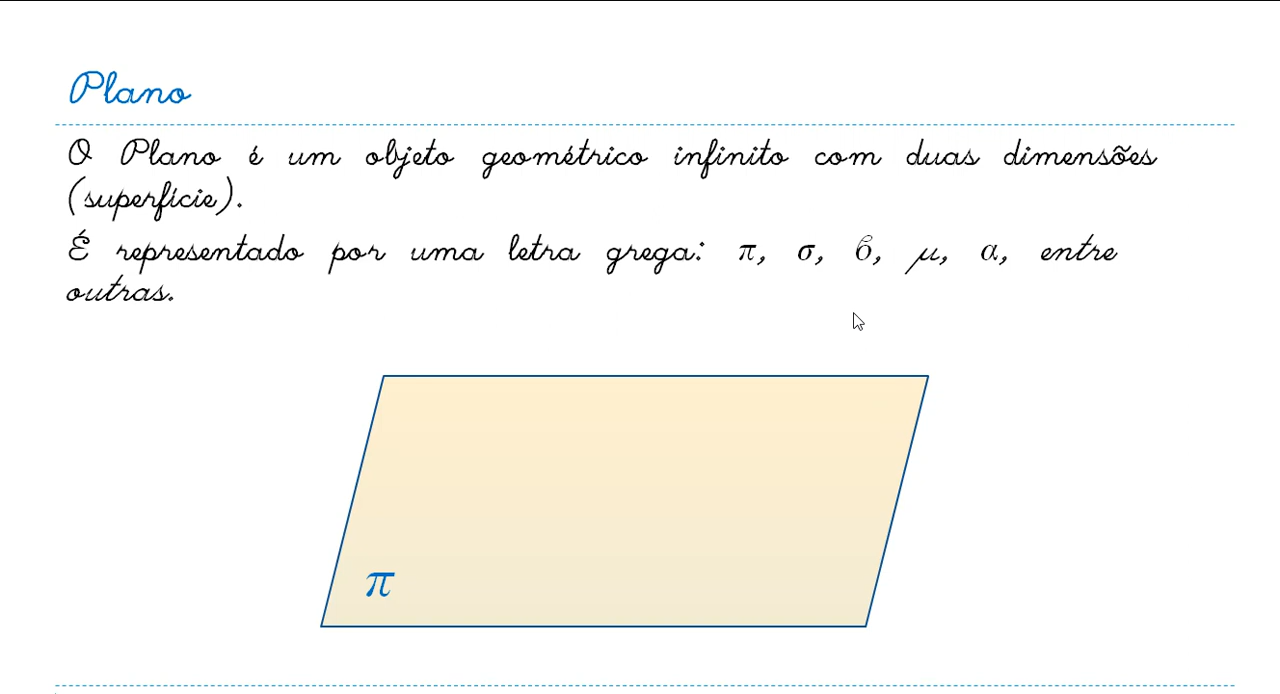 Plano
O Plano é um objeto geométrico infinito com duas dimensões
(superfície).
É representado por uma letra grega: π, σ, ϐ, μ, α, entre
outras.
π